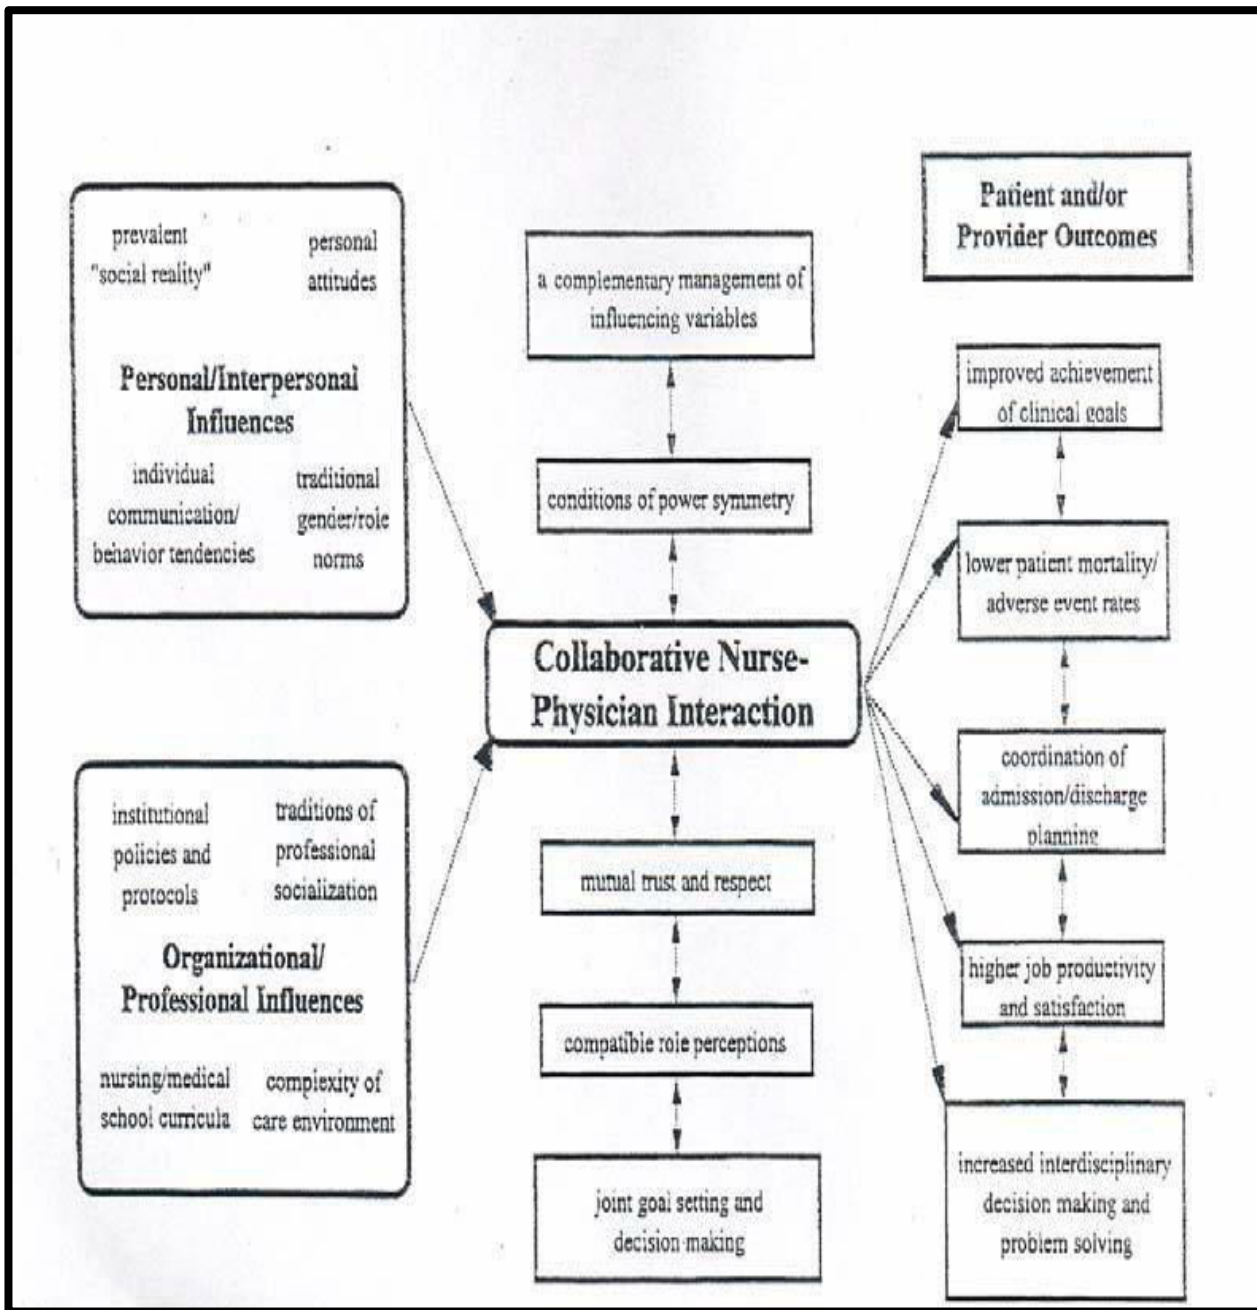 prevalent
"social reality"
personal
attitudes
Personal/Interpersonal
Influences
individual
communication/
behavior tendencies
traditional
gender/role
norms
institutional
policies and
protocols
traditions of
professional
socialization
Organizational/
Professional Influences
nursing/medical
school curricula
complexity of
care environment
a complementary management of
influencing variables
conditions of power symmetry
Collaborative Nurse-
Physician Interaction
mutual trust and respect
compatible role perceptions
joint goal setting and
decision making
Patient and/or
Provider Outcomes
improved achievement
of clinical goals
lower patient mortality/
adverse event rates
coordination of
admission/discharge
planning
higher job productivity
and satisfaction
increased interdisciplinary
decision making and
problem solving